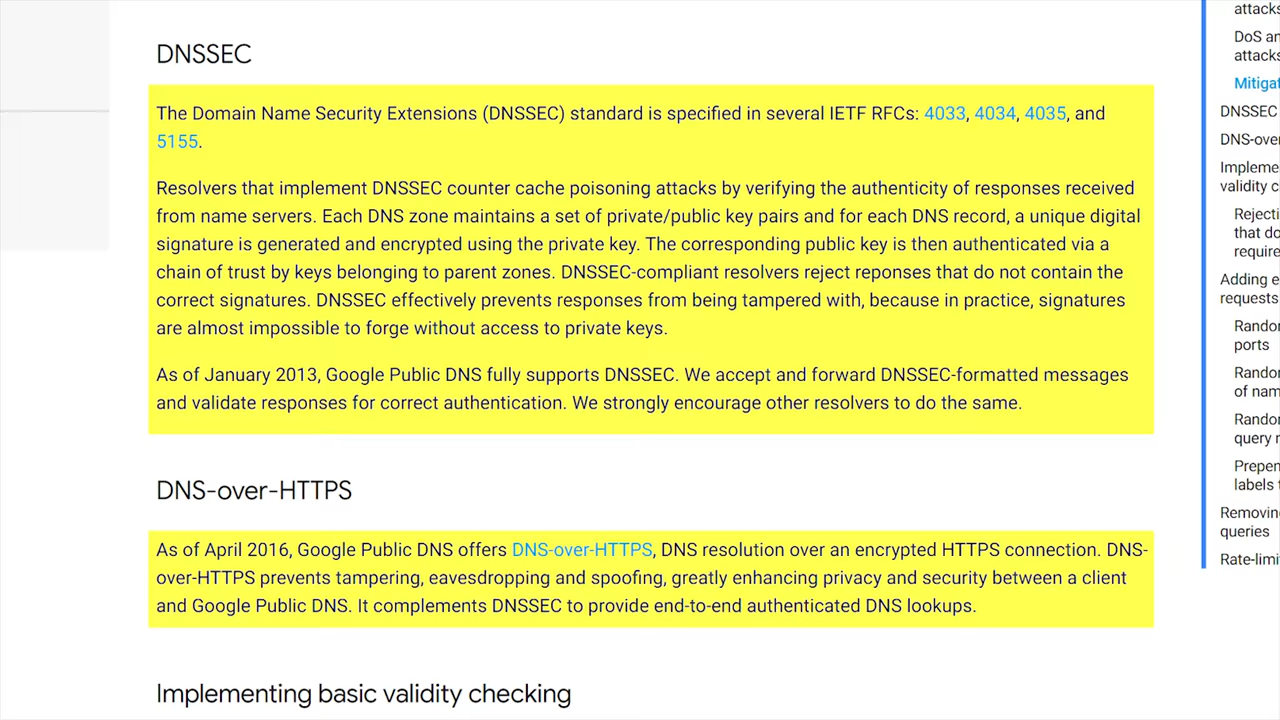 DNSSEC
The Domain Name Security Extensions (DNSSEC) standard is specified in several IETF RFCs: 4033, 4034, 4035, and
5155.
Resolvers that implement DNSSEC counter cache poisoning attacks by verifying the authenticity of responses received
from name servers. Each DNS zone maintains a set of private/public key pairs and for each DNS record, a unique digital
signature is generated and encrypted using the private key. The corresponding public key is then authenticated via a
chain of trust by keys belonging to parent zones. DNSSEC-compliant resolvers reject reponses that do not contain the
correct signatures. DNSSEC effectively prevents responses from being tampered with, because in practice, signatures
are almost impossible to forge without access to private keys.
As of January 2013, Google Public DNS fully supports DNSSEC. We accept and forward DNSSEC-formatted messages
and validate responses for correct authentication. We strongly encourage other resolvers to do the same.
DNS-over-HTTPS
As of April 2016, Google Public DNS offers DNS-over-HTTPS, DNS resolution over an encrypted HTTPS connection. DNS-
over-HTTPS prevents tampering, eavesdropping and spoofing, greatly enhancing privacy and security between a client
and Google Public DNS. It complements DNSSEC to provide end-to-end authenticated DNS lookups.
Implementing basic validity checking
attacks
DoS an
attacks
Mitigat
DNSSEC
DNS-over
Impleme
validity c
Rejecti
that do
require
Adding e
requests
Randor
ports
Randor
of nam
Randor
query r
Prepen
labels t
Removing
queries
Rate-limi